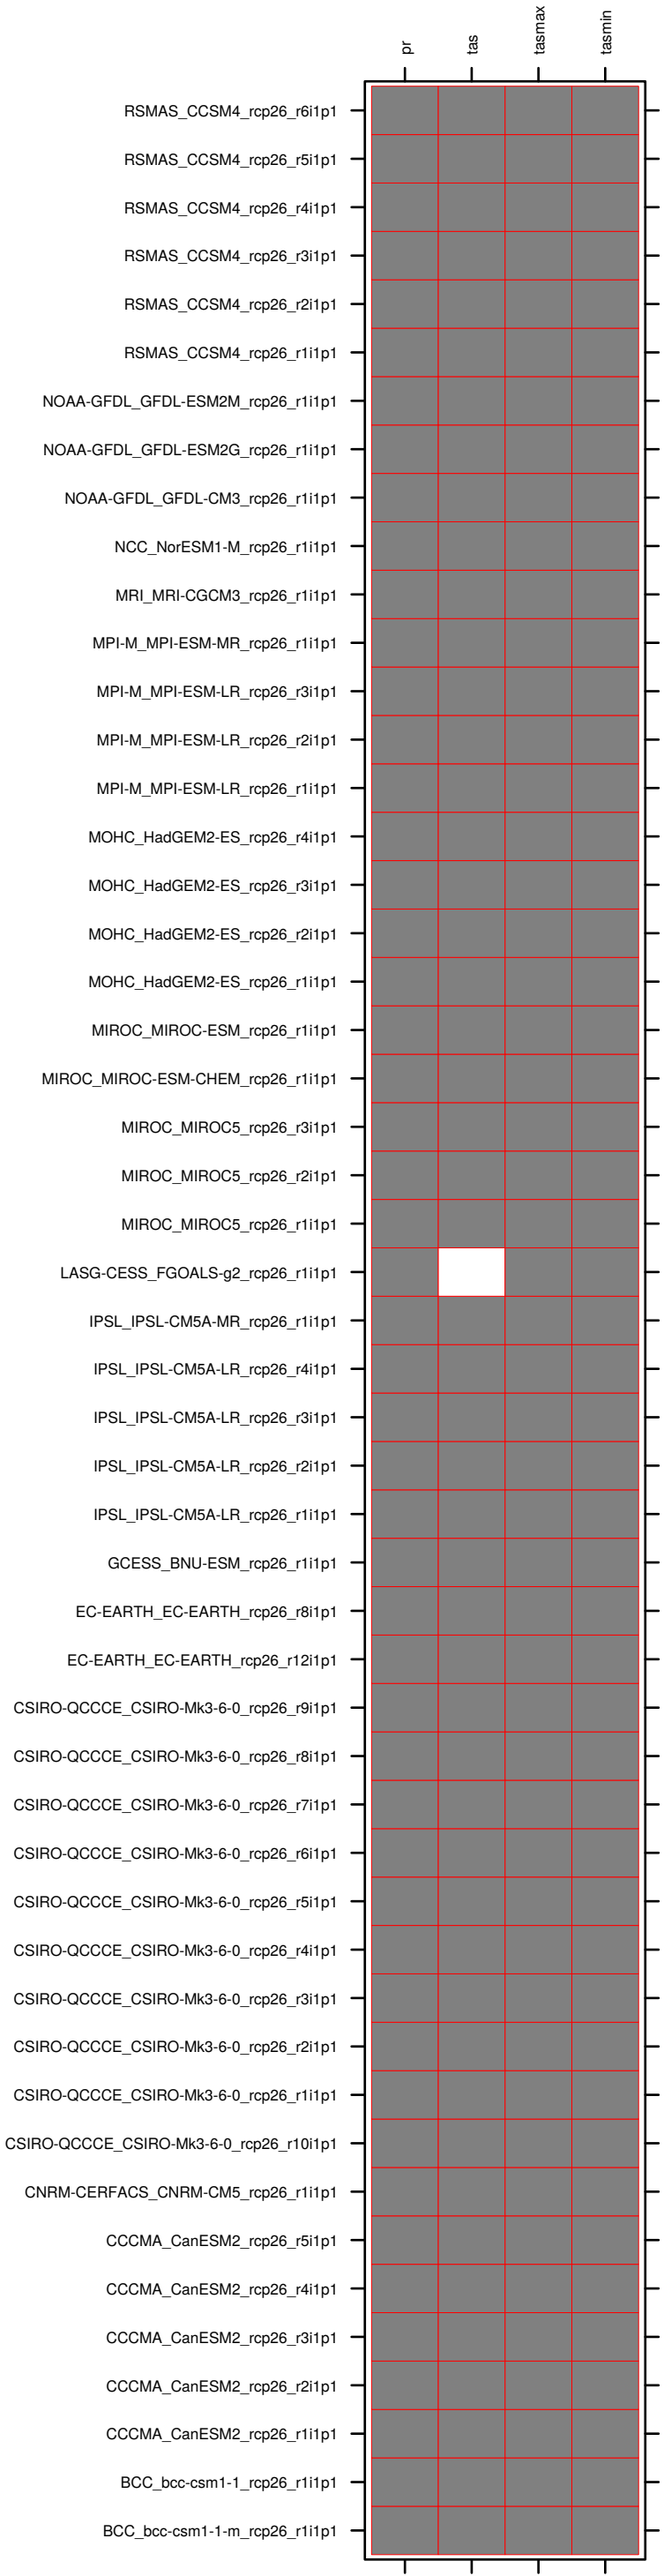 pr
tas
tasmax
tasmin
RSMAS_CCSM4_rcp26_r6i1p1
RSMAS_CCSM4_rcp26_r5i1p1
RSMAS_CCSM4_rcp26_r4i1p1
RSMAS_CCSM4_rcp26_r3i1p1
RSMAS_CCSM4_rcp26_r2i1p1
RSMAS_CCSM4_rcp26_r1i1p1
NOAA-GFDL_GFDL-ESM2M_rcp26_r1i1p1
NOAA-GFDL_GFDL-ESM2G_rcp26_r1i1p1
NOAA-GFDL_GFDL-CM3_rcp26_r1i1p1
NCC_NorESM1-M_rcp26_r1i1p1
MRI_MRI-CGCM3_rcp26_r1i1p1
MPI-M_MPI-ESM-MR_rcp26_r1i1p1
MPI-M_MPI-ESM-LR_rcp26_r3i1p1
MPI-M_MPI-ESM-LR_rcp26_r2i1p1
MPI-M_MPI-ESM-LR_rcp26_r1i1p1
MOHC_HadGEM2-ES_rcp26_r4i1p1
MOHC_HadGEM2-ES_rcp26_r3i1p1
MOHC_HadGEM2-ES_rcp26_r2i1p1
MOHC_HadGEM2-ES_rcp26_r1i1p1
MIROC_MIROC-ESM_rcp26_r1i1p1
MIROC_MIROC-ESM-CHEM_rcp26_r1i1p1
MIROC_MIROC5_rcp26_r3i1p1
MIROC_MIROC5_rcp26_r2i1p1
MIROC_MIROC5_rcp26_r1i1p1
LASG-CESS_FGOALS-g2_rcp26_r1i1p1
IPSL_IPSL-CM5A-MR_rcp26_r1i1p1
IPSL_IPSL-CM5A-LR_rcp26_r4i1p1
IPSL_IPSL-CM5A-LR_rcp26_r3i1p1
IPSL_IPSL-CM5A-LR_rcp26_r2i1p1
IPSL_IPSL-CM5A-LR_rcp26_r1i1p1
GCESS_BNU-ESM_rcp26_r1i1p1
EC-EARTH_EC-EARTH_rcp26_r8i1p1
EC-EARTH_EC-EARTH_rcp26_r12i1p1
CSIRO-QCCCE_CSIRO-Mk3-6-0_rcp26_r9i1p1
CSIRO-QCCCE_CSIRO-Mk3-6-0_rcp26_r8i1p1
CSIRO-QCCCE_CSIRO-Mk3-6-0_rcp26_r7i1p1
CSIRO-QCCCE_CSIRO-Mk3-6-0_rcp26_r6i1p1
CSIRO-QCCCE_CSIRO-Mk3-6-0_rcp26_r5i1p1
CSIRO-QCCCE_CSIRO-Mk3-6-0_rcp26_r4i1p1
CSIRO-QCCCE_CSIRO-Mk3-6-0_rcp26_r3i1p1
CSIRO-QCCCE_CSIRO-Mk3-6-0_rcp26_r2i1p1
CSIRO-QCCCE_CSIRO-Mk3-6-0_rcp26_r1i1p1
CSIRO-QCCCE_CSIRO-Mk3-6-0_rcp26_r10i1p1
CNRM-CERFACS_CNRM-CM5_rcp26_r1i1p1
CCCMA_CanESM2_rcp26_r5i1p1
CCCMA_CanESM2_rcp26_r4i1p1
CCCMA_CanESM2_rcp26_r3i1p1
CCCMA_CanESM2_rcp26_r2i1p1
CCCMA_CanESM2_rcp26_r1i1p1
BCC_bcc-csm1-1_rcp26_r1i1p1
BCC_bcc-csm1-1-m_rcp26_r1i1p1